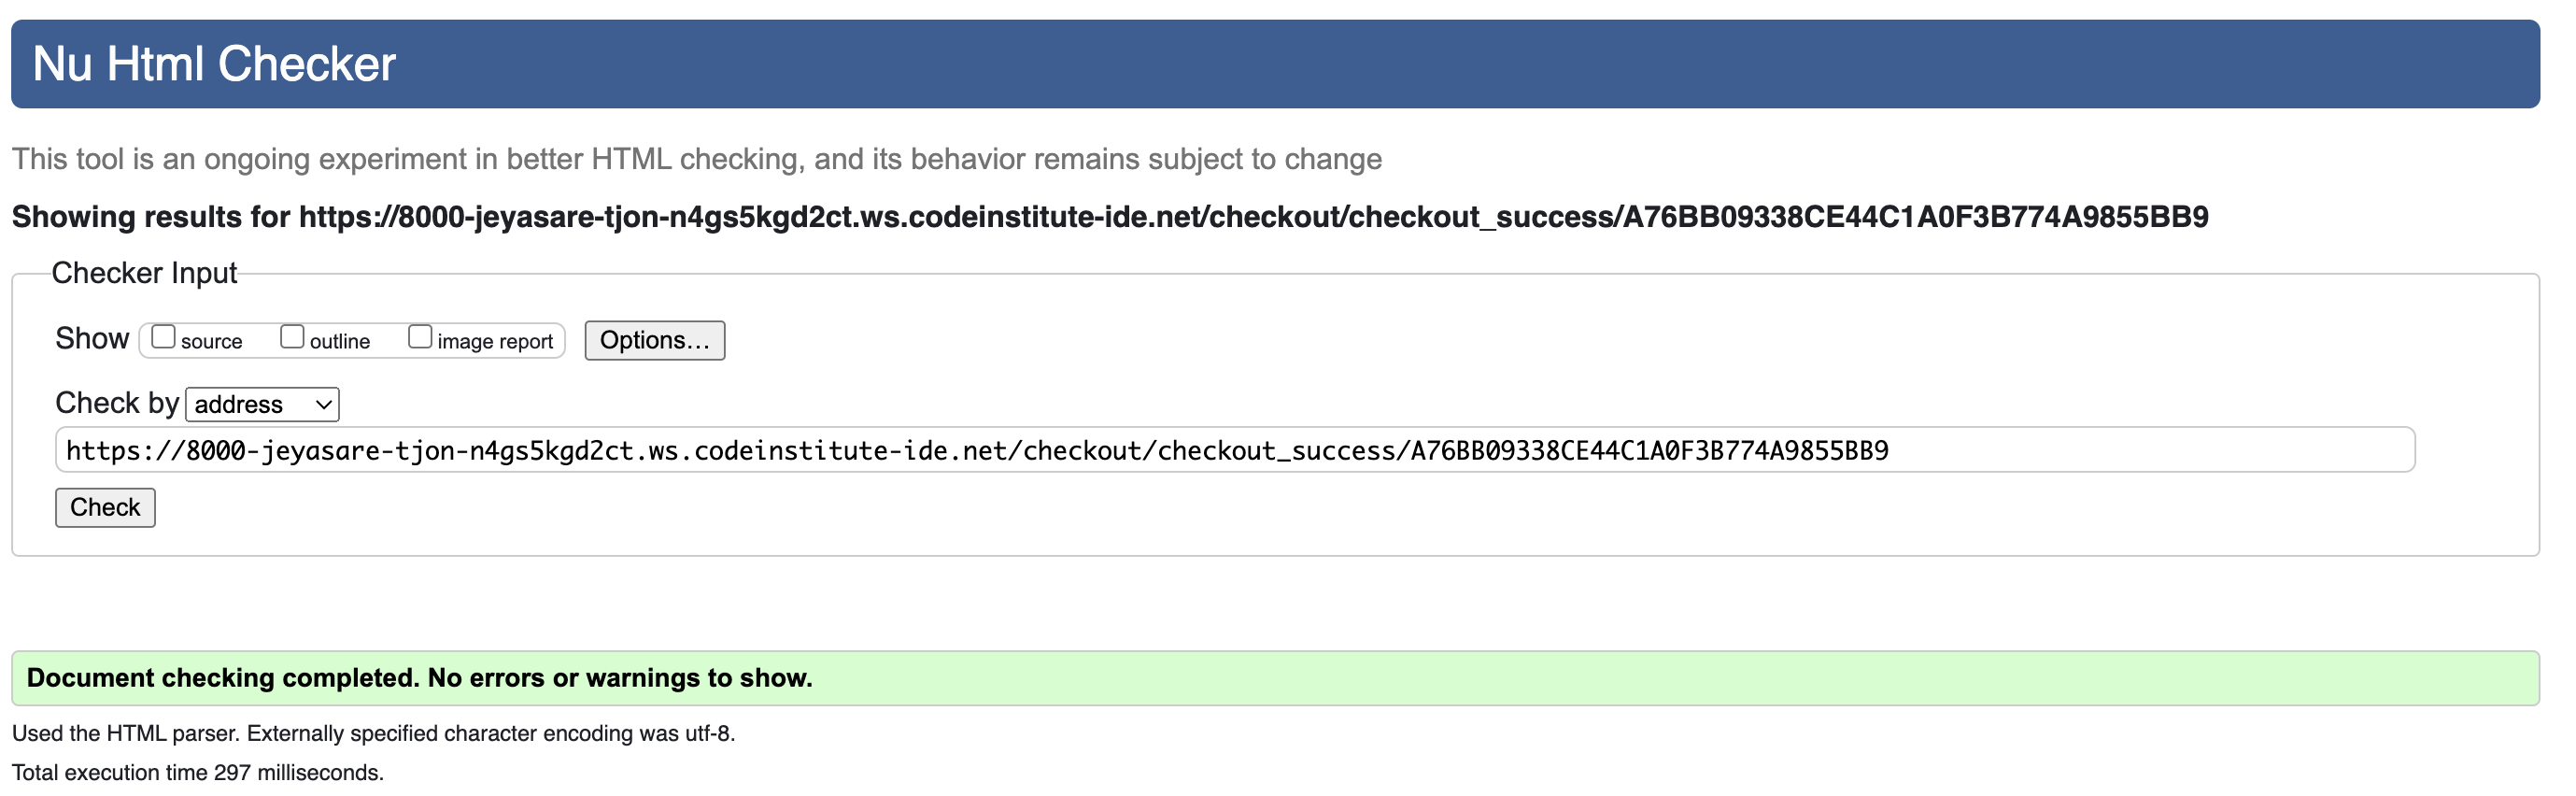 Nu Html Checker
This tool is an ongoing experiment in better HTML checking, and its behavior remains subject to change
Showing results for https://8000-jeyasare-tjon-n4gs5kgd2ct.ws.codeinstitute-ide.net/checkout/checkout_success/A76BB09338CE44C1A0F3B774A9855BB9
Checker Input
Show source outline image report Options...
Check by address
https://8000-jeyasare-tjon-n4gs5kgd2ct.ws.codeinstitute-ide.net/checkout/checkout_success/A76BB09338CE44C1A0F3B774A9855BB9
Check
Document checking completed. No errors or warnings to show.
Used the HTML parser. Externally specified character encoding was utf-8.
Total execution time 297 milliseconds.